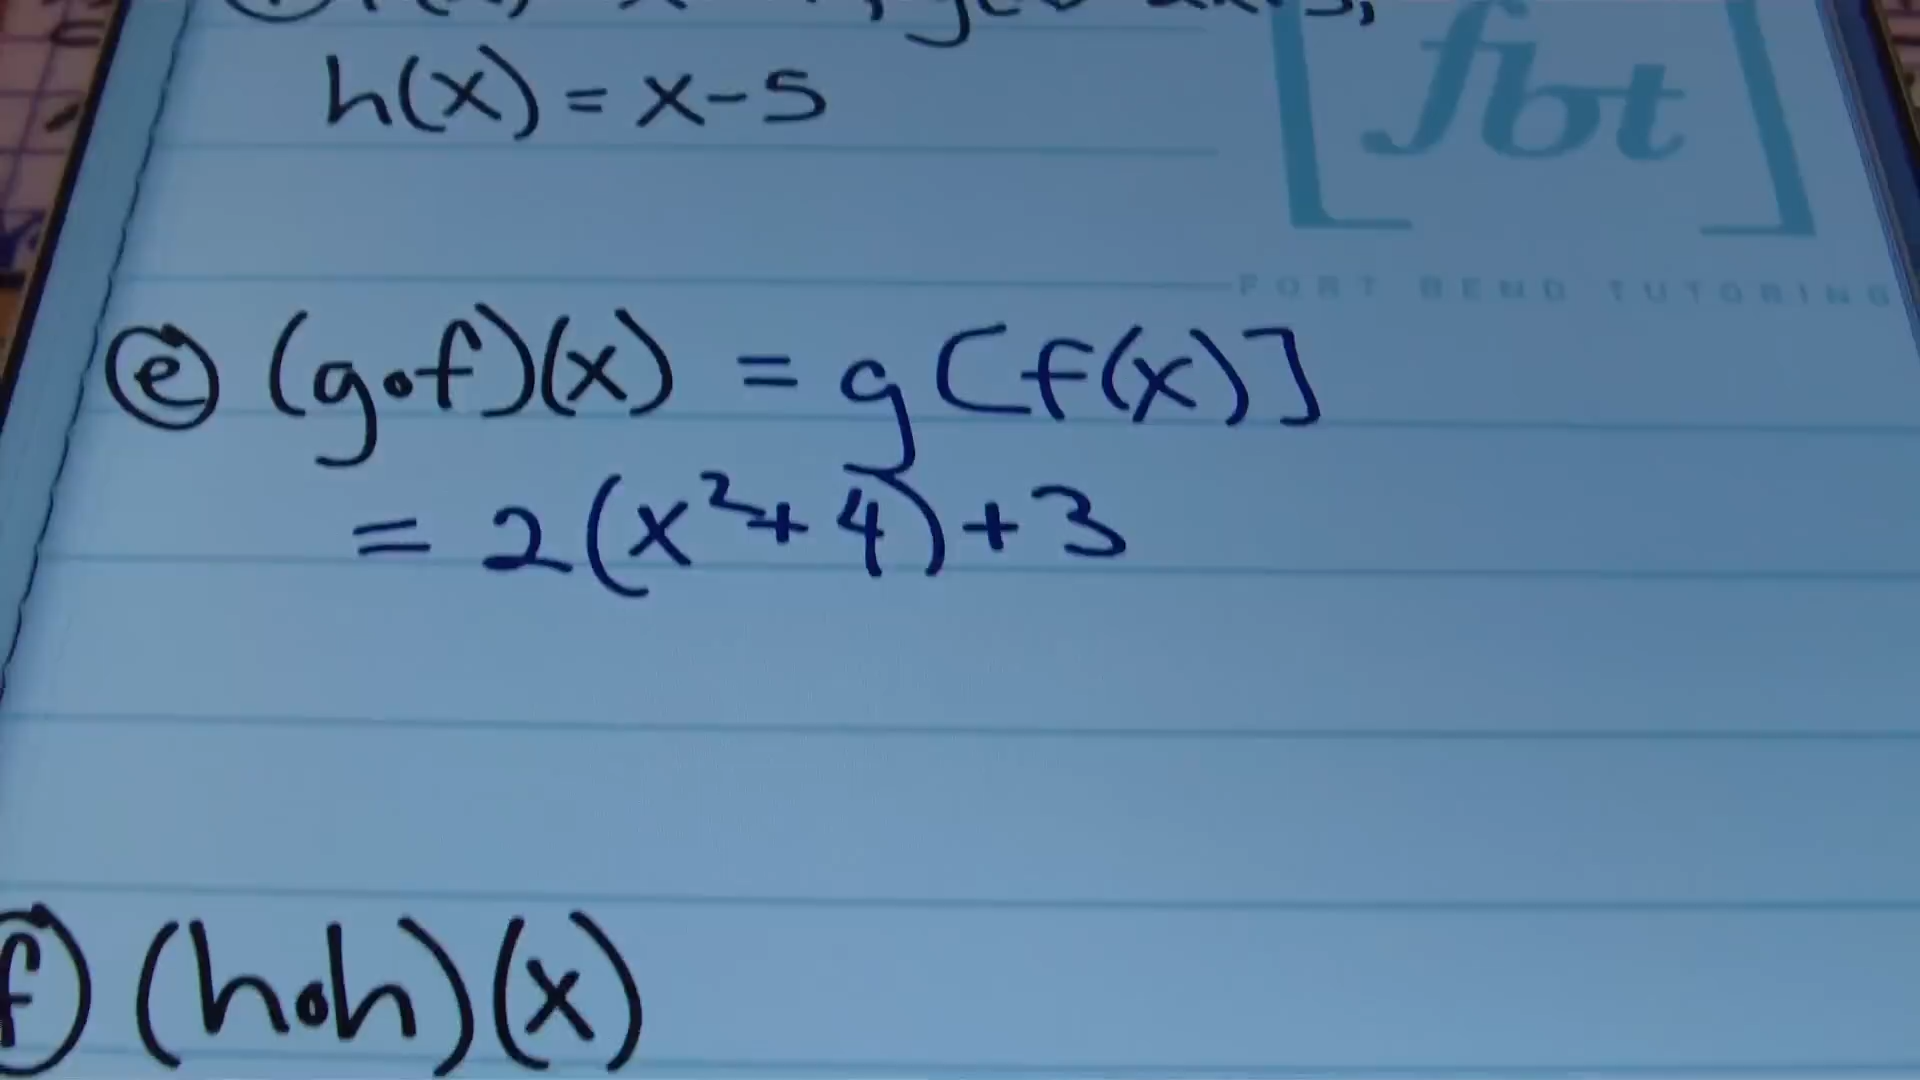 h(x) = x-5
fbt
FORT BEND TUTORING
e (g∘f)(x) = g[f(x)]
= 2(x²+4)+3
f) (h∘h)(x)